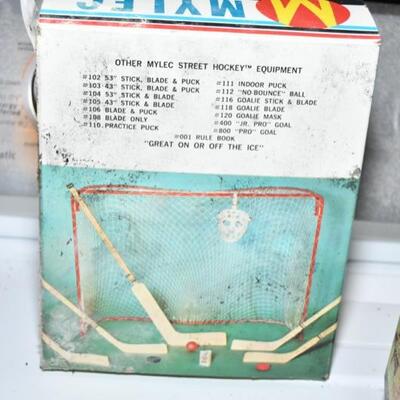 MYLEC
OTHER MYLEC STREET HOCKEY™ EQUIPMENT
#102 53" STICK, BLADE & PUCK
#103 43" STICK, BLADE & PUCK
#104 53" STICK & BLADE
#105 43" STICK & BLADE
#106 BLADE & PUCK
#108 BLADE ONLY
#110. PRACTICE PUCK
#111 INDOOR PUCK
#112 "NO-BOUNCE" BALL
#116 GOALIE STICK & BLADE
#118 GOALIE BLADE
#120 GOALIE MASK
#400 "JR. PRO" GOAL
#800 "PRO" GOAL
#001 RULE BOOK
"GREAT ON OR OFF THE ICE"